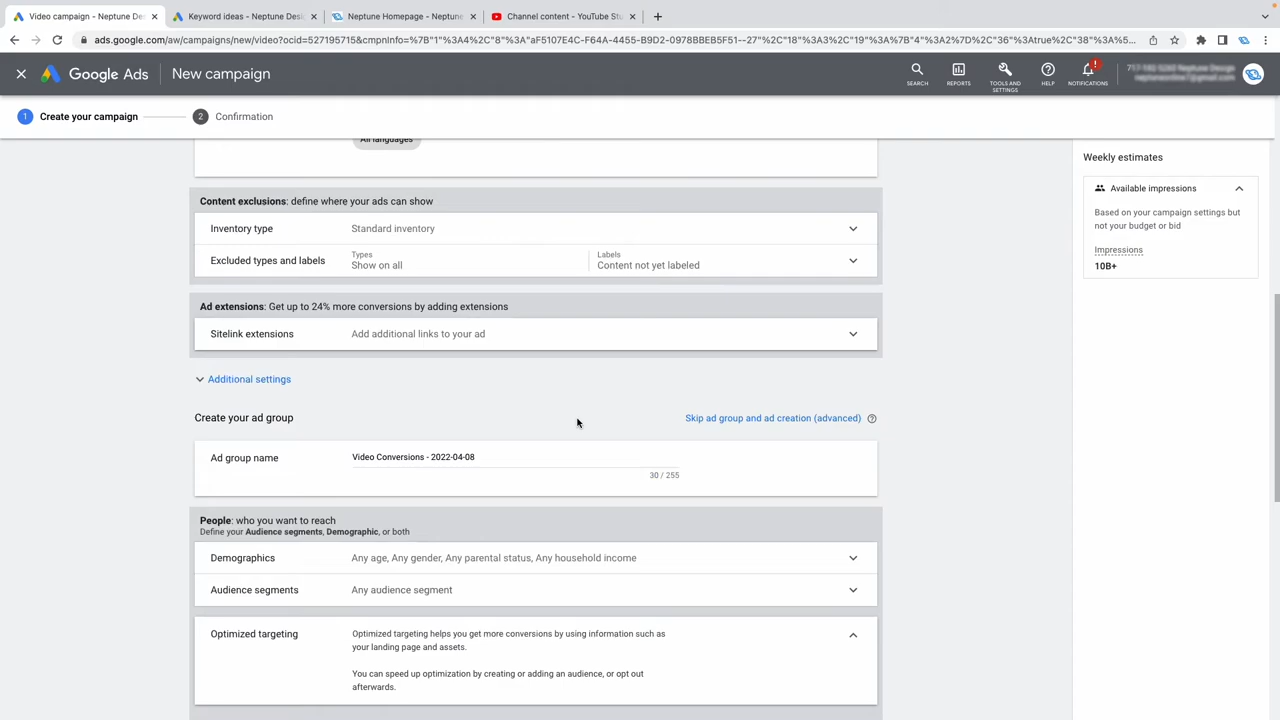 Video campaign - Neptune De
Keyword ideas - Neptune Desi
Neptune Homepage - Neptune
Channel content - YouTube Stu
ads.google.com/aw/campaigns/new/video?ocid=527195715&cmpnInfo=%7B"1"%3A4%2C"8"%3A"aF5107E4C-F64A-4455-B9D2-0978BBEB5F51--27"%2C"18"%3A3%2C"19"%3A%7B"4"%3A2%7D%2C"36"%3Atrue%2C"38"%3A%5...
Google Ads
New campaign
SEARCH
REPORTS
TOOLS AND
SETTINGS
HELP
!
NOTIFICATIONS
1 Create your campaign
2 Confirmation
All languages
Content exclusions: define where your ads can show
Inventory type Standard inventory
Excluded types and labels
Types
Show on all
Labels
Content not yet labeled
Ad extensions: Get up to 24% more conversions by adding extensions
Sitelink extensions Add additional links to your ad
Additional settings
Create your ad group
Skip ad group and ad creation (advanced)
Ad group name Video Conversions - 2022-04-08
30 / 255
People: who you want to reach
Define your Audience segments, Demographic, or both
Demographics Any age, Any gender, Any parental status, Any household income
Audience segments Any audience segment
Optimized targeting
Optimized targeting helps you get more conversions by using information such as
your landing page and assets.
You can speed up optimization by creating or adding an audience, or opt out
afterwards.
Weekly estimates
Available impressions
Based on your campaign settings but
not your budget or bid
Impressions
10B+